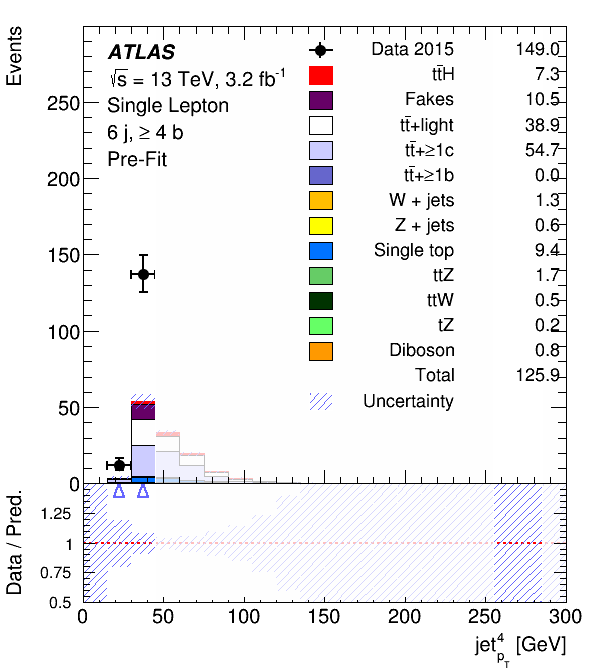 Events
ATLAS
√s = 13 TeV, 3.2 fb⁻¹
Single Lepton
6 j, ≥ 4 b
Pre-Fit
Data 2015 149.0
tt̄H 7.3
Fakes 10.5
tt̄+light 38.9
tt̄+≥1c 54.7
tt̄+≥1b 0.0
W + jets 1.3
Z + jets 0.6
Single top 9.4
ttZ 1.7
ttW 0.5
tZ 0.2
Diboson 0.8
Total 125.9
Uncertainty
250
200
150
100
50
0
Data / Pred.
1.25
1
0.75
0.5
0 50 100 150 200 250 300
jet⁴_pT [GeV]